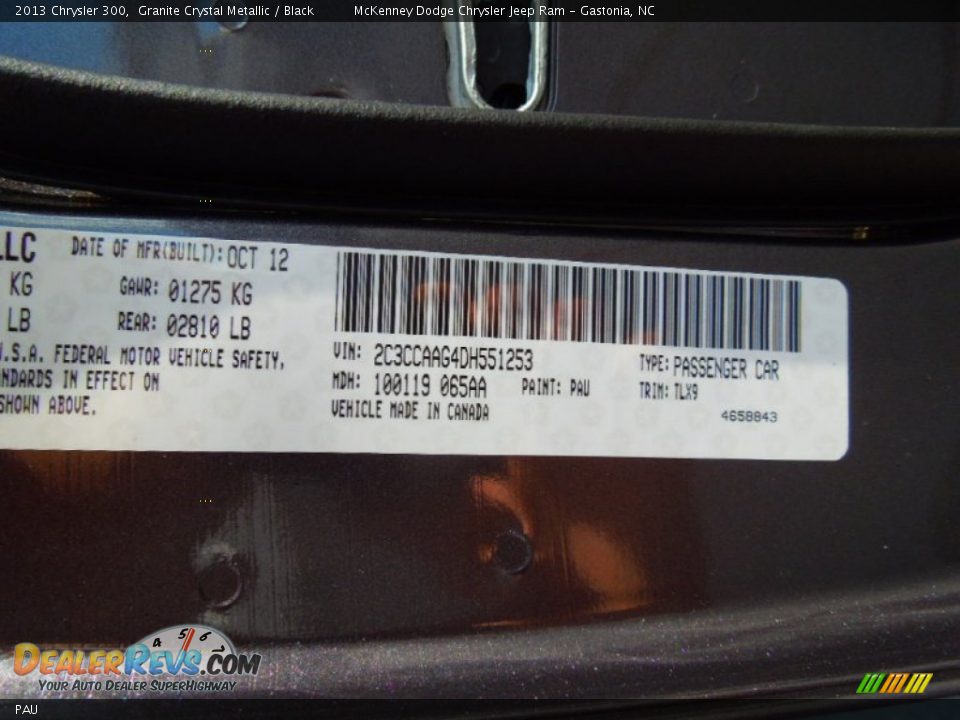 2013 Chrysler 300, Granite Crystal Metallic / Black McKenney Dodge Chrysler Jeep Ram - Gastonia, NC
LLC DATE OF MFR(BUILT): OCT 12
KG GAWR: 01275 KG
LB REAR: 02810 LB
U.S.A. FEDERAL MOTOR VEHICLE SAFETY,
NDARDS IN EFFECT ON
SHOWN ABOVE.
VIN: 2C3CCAAG4DH551253 TYPE: PASSENGER CAR
MDH: 100119 065AA PAINT: PAU TRIM: TLX9
VEHICLE MADE IN CANADA 4658843
4 5 6
DEALERREVS.COM
YOUR AUTO DEALER SUPERHIGHWAY
PAU